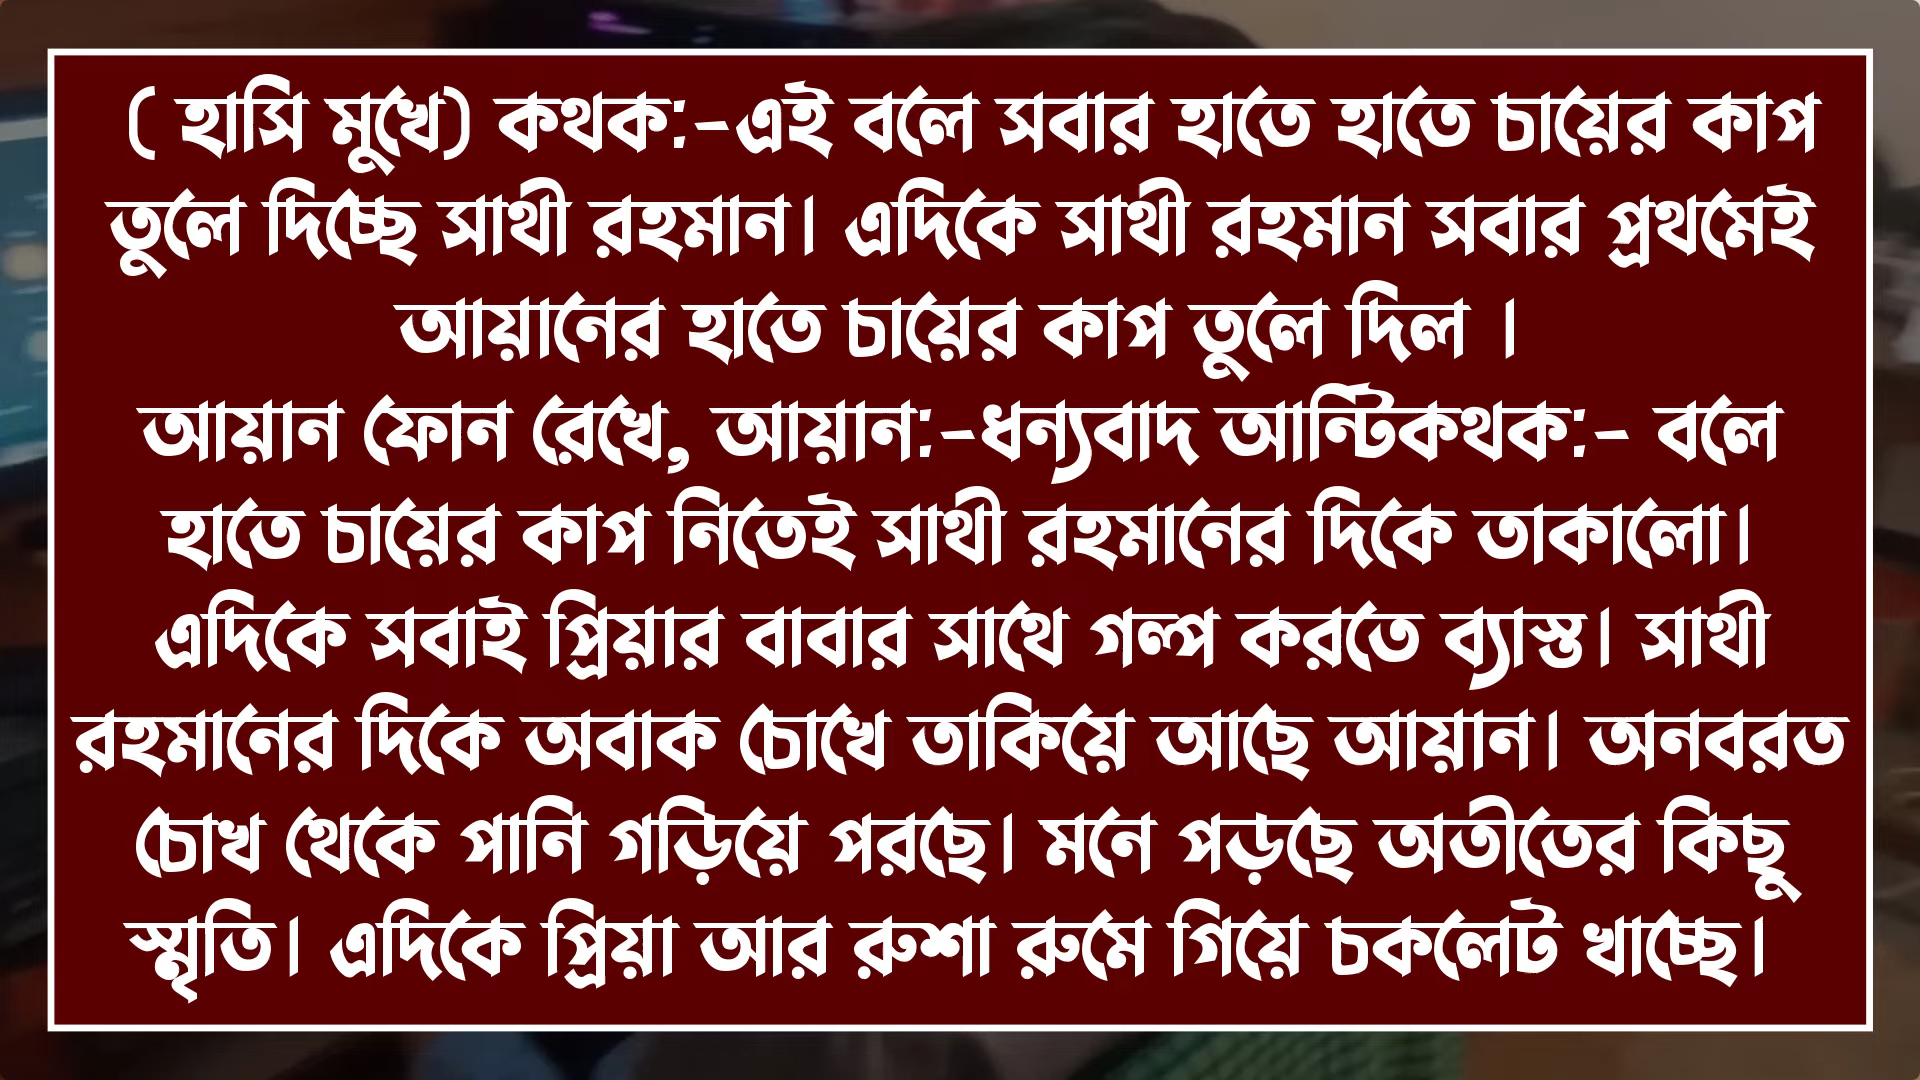 ( হাসি মুখে) কথক:-এই বলে সবার হাতে হাতে চায়ের কাপ
তুলে দিচ্ছে সাথী রহমান। এদিকে সাথী রহমান সবার প্রথমেই
আয়ানের হাতে চায়ের কাপ তুলে দিল ।
আয়ান ফোন রেখে, আয়ান:-ধন্যবাদ আন্টিকথক:- বলে
হাতে চায়ের কাপ নিতেই সাথী রহমানের দিকে তাকালো।
এদিকে সবাই প্রিয়ার বাবার সাথে গল্প করতে ব্যাস্ত। সাথী
রহমানের দিকে অবাক চোখে তাকিয়ে আছে আয়ান। অনবরত
চোখ থেকে পানি গড়িয়ে পরছে। মনে পড়ছে অতীতের কিছু
স্মৃতি। এদিকে প্রিয়া আর রুশা রুমে গিয়ে চকলেট খাচ্ছে।